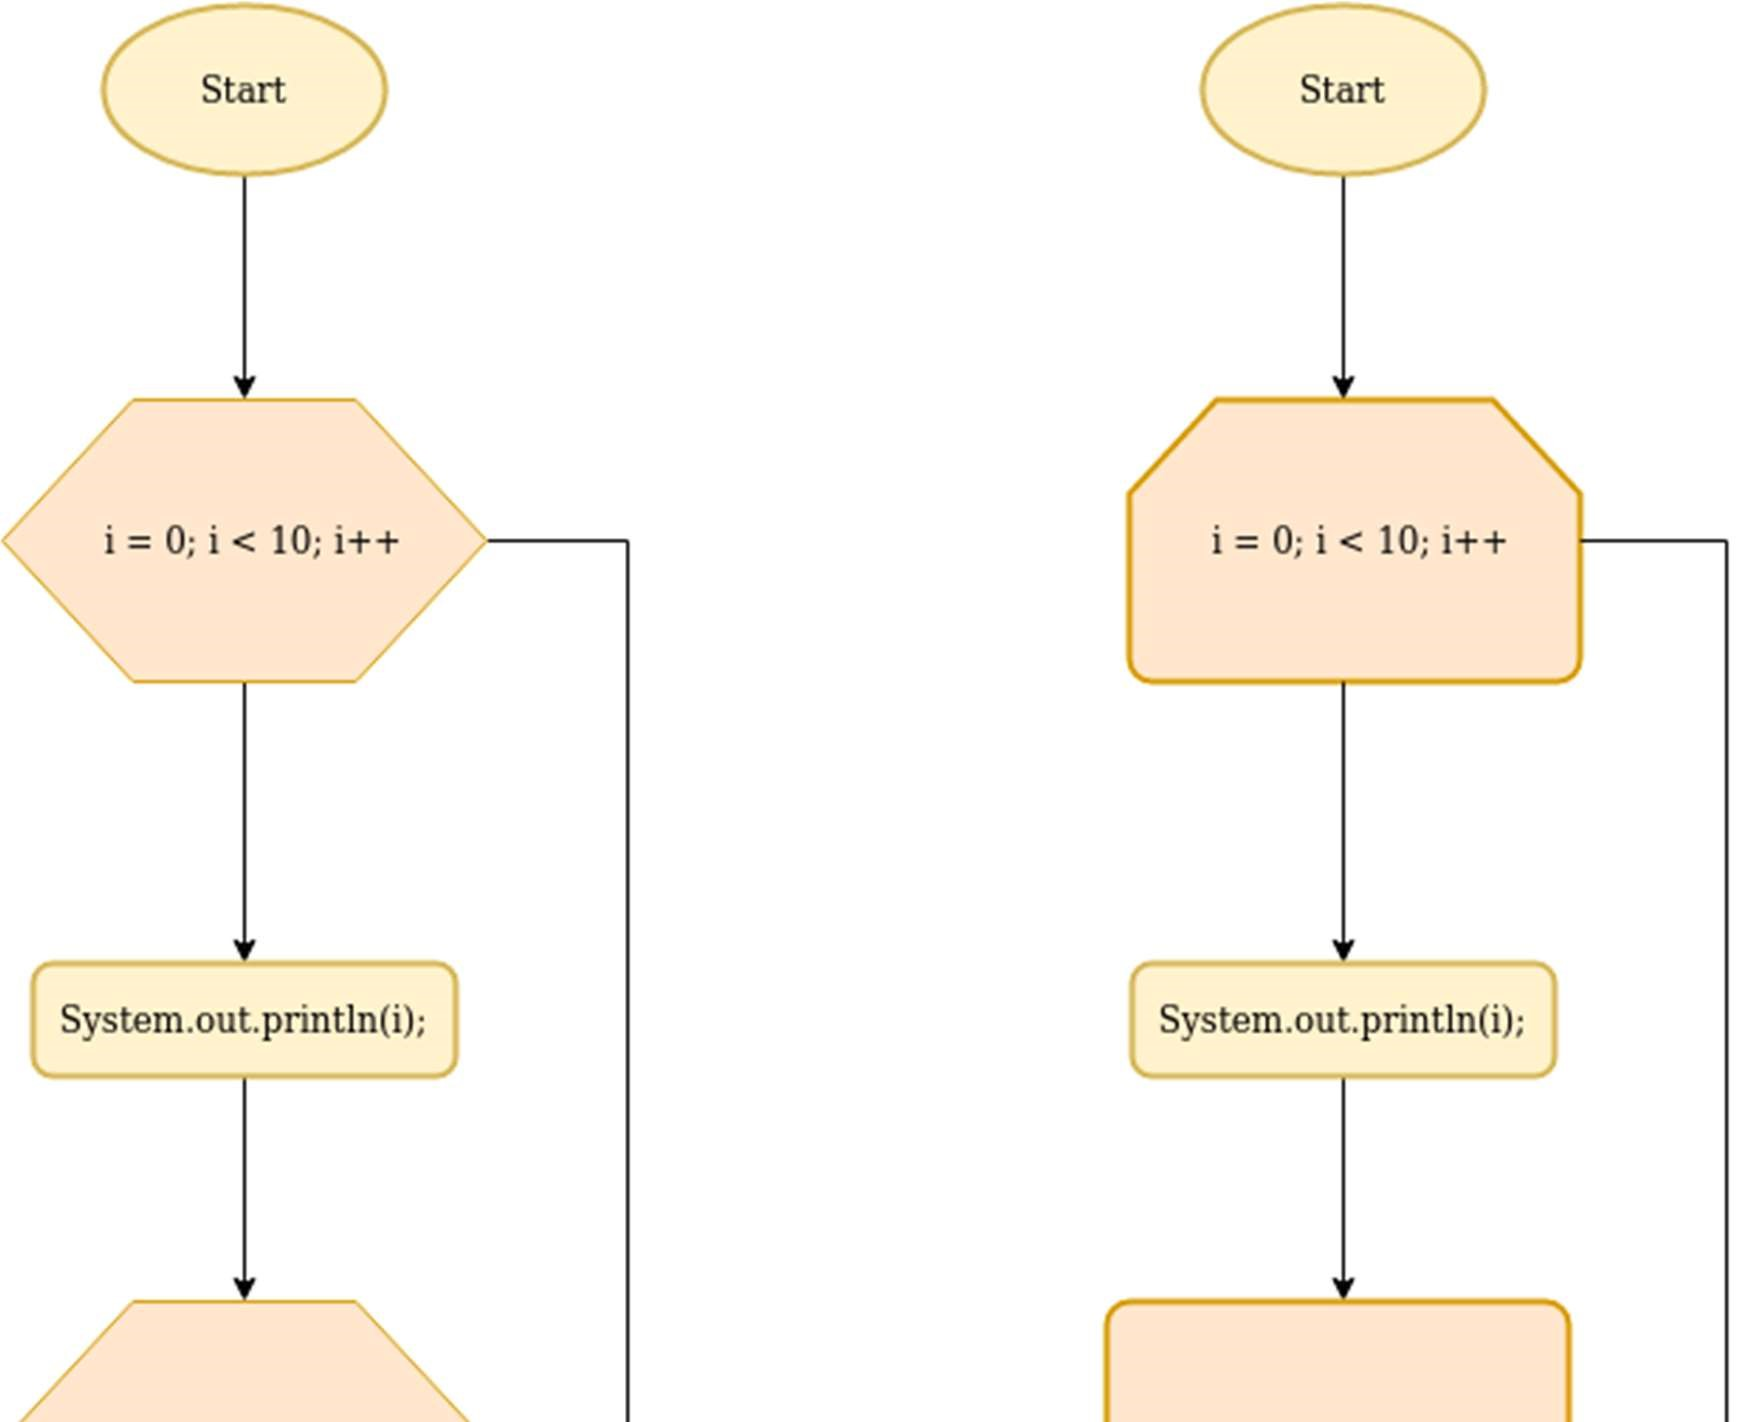 Start
i = 0; i < 10; i++
System.out.println(i);
Start
i = 0; i < 10; i++
System.out.println(i);